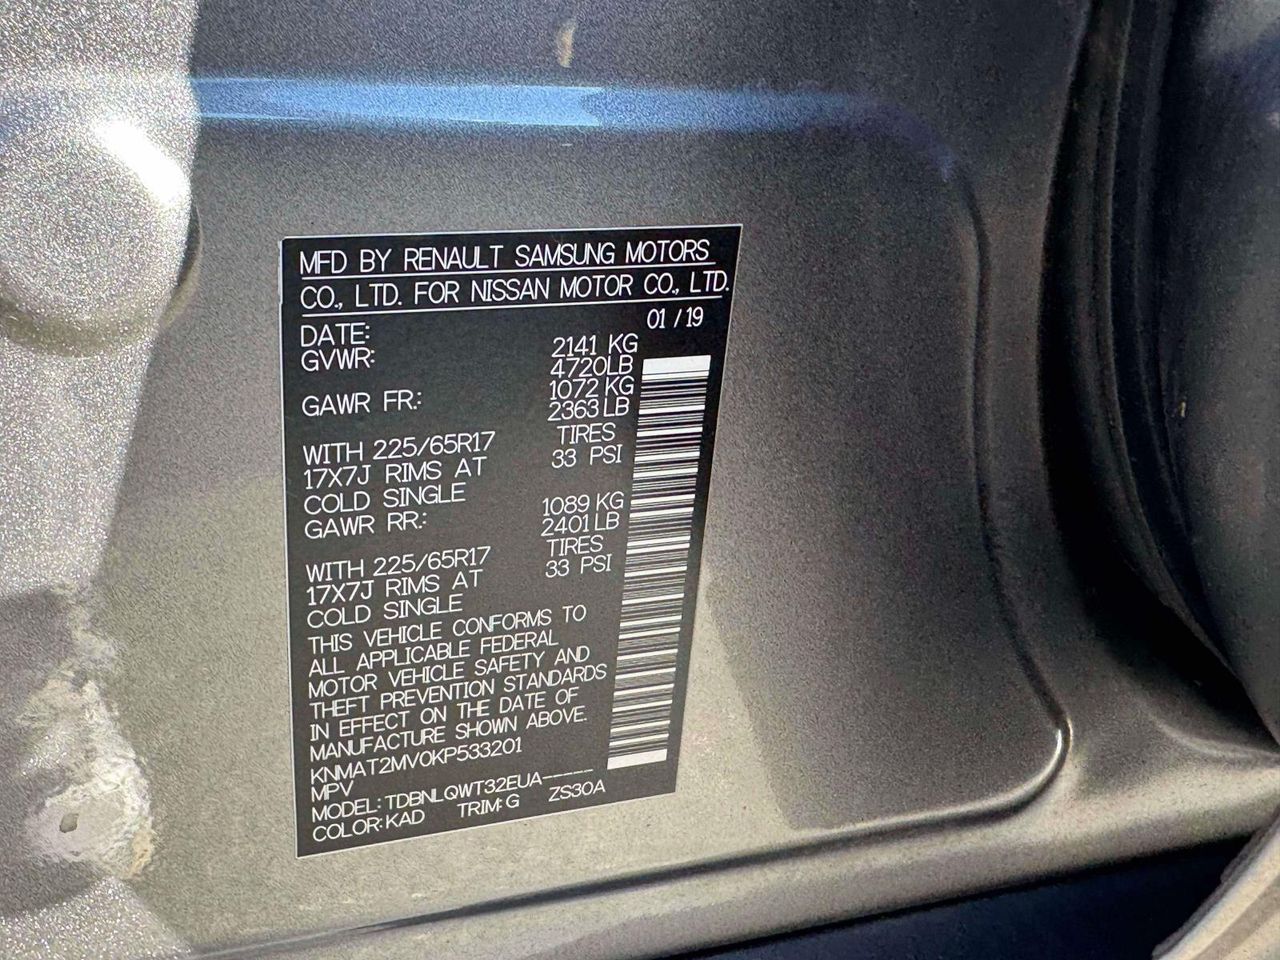 MFD BY RENAULT SAMSUNG MOTORS
CO., LTD. FOR NISSAN MOTOR CO., LTD.
DATE: 01 / 19
GVWR: 2141 KG
4720LB
GAWR FR.: 1072 KG
2363 LB
WITH 225/65R17 TIRES
17X7J RIMS AT 33 PSI
COLD SINGLE
GAWR RR.: 1089 KG
2401 LB
WITH 225/65R17 TIRES
17X7J RIMS AT 33 PSI
COLD SINGLE
THIS VEHICLE CONFORMS TO
ALL APPLICABLE FEDERAL
MOTOR VEHICLE SAFETY AND
THEFT PREVENTION STANDARDS
IN EFFECT ON THE DATE OF
MANUFACTURE SHOWN ABOVE.
KNMAT2MV0KP533201
MPV
MODEL: TDBNLQWT32EUA-----
COLOR: KAD TRIM: G ZS30A